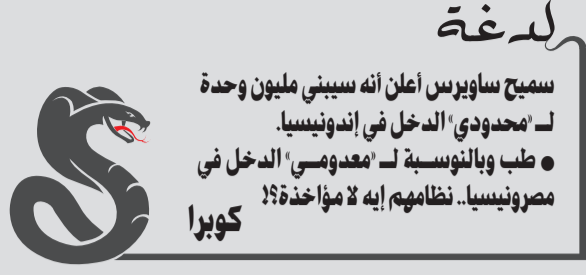 لدغة
سميح ساويرس أعلن أنه سيبني مليون وحدة
لـ «محدودي» الدخل في إندونيسيا.
● طب وبالنوسبة لـ «معدومي» الدخل في
مصرونيسيا.. نظامهم إيه لا مؤاخذة؟!
كوبرا